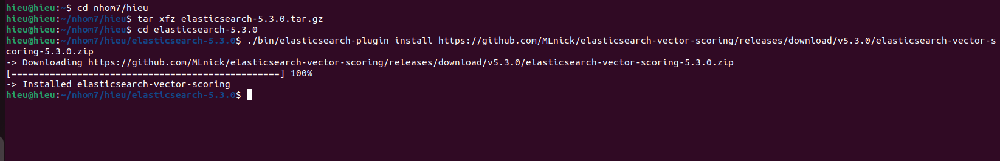 hieu@hieu:~$ cd nhom7/hieu
hieu@hieu:~/nhom7/hieu$ tar xfz elasticsearch-5.3.0.tar.gz
hieu@hieu:~/nhom7/hieu$ cd elasticsearch-5.3.0
hieu@hieu:~/nhom7/hieu/elasticsearch-5.3.0$ ./bin/elasticsearch-plugin install https://github.com/MLnick/elasticsearch-vector-scoring/releases/download/v5.3.0/elasticsearch-vector-s
coring-5.3.0.zip
-> Downloading https://github.com/MLnick/elasticsearch-vector-scoring/releases/download/v5.3.0/elasticsearch-vector-scoring-5.3.0.zip
[=================================================] 100%
-> Installed elasticsearch-vector-scoring
hieu@hieu:~/nhom7/hieu/elasticsearch-5.3.0$